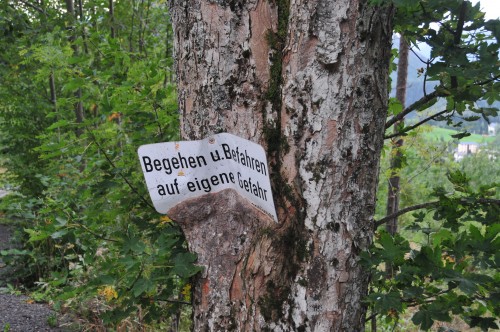 Begehen u. Befahren
auf eigene Gefahr